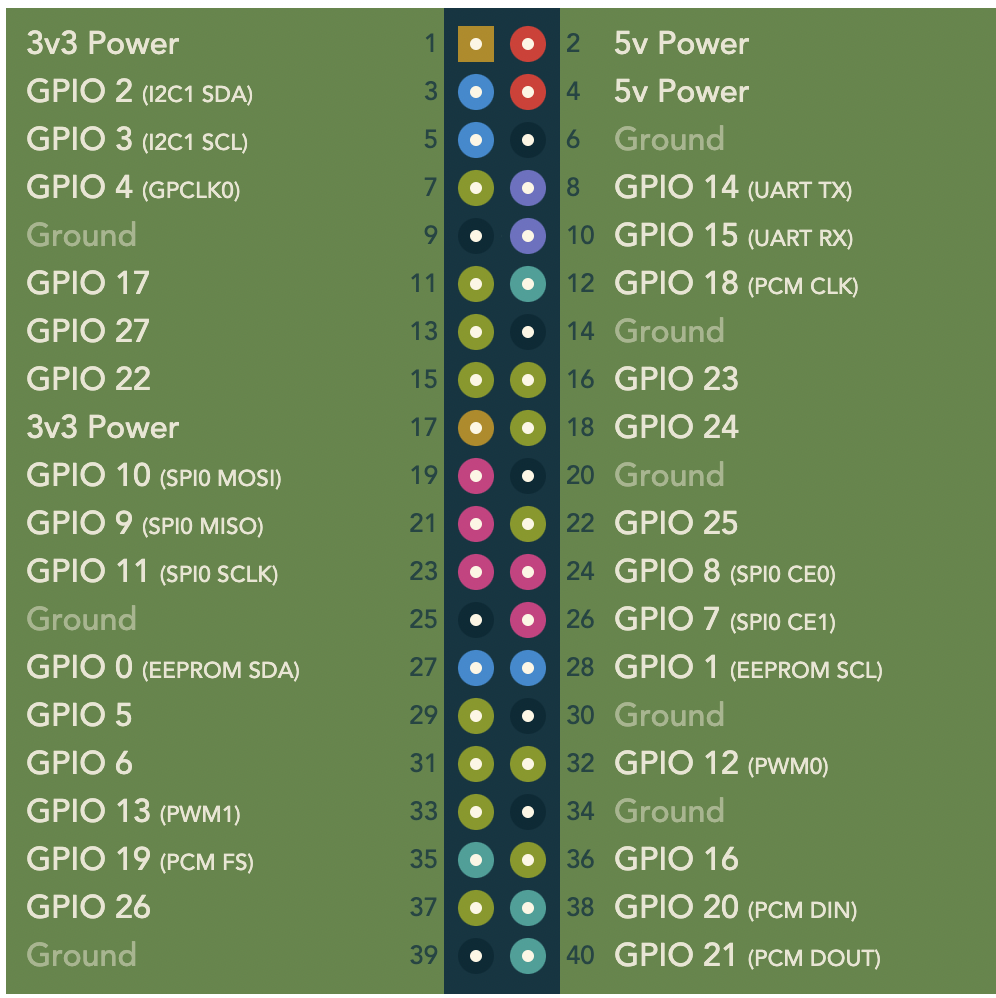 3v3 Power 1 2 5v Power
GPIO 2 (I2C1 SDA) 3 4 5v Power
GPIO 3 (I2C1 SCL) 5 6 Ground
GPIO 4 (GPCLK0) 7 8 GPIO 14 (UART TX)
Ground 9 10 GPIO 15 (UART RX)
GPIO 17 11 12 GPIO 18 (PCM CLK)
GPIO 27 13 14 Ground
GPIO 22 15 16 GPIO 23
3v3 Power 17 18 GPIO 24
GPIO 10 (SPI0 MOSI) 19 20 Ground
GPIO 9 (SPI0 MISO) 21 22 GPIO 25
GPIO 11 (SPI0 SCLK) 23 24 GPIO 8 (SPI0 CE0)
Ground 25 26 GPIO 7 (SPI0 CE1)
GPIO 0 (EEPROM SDA) 27 28 GPIO 1 (EEPROM SCL)
GPIO 5 29 30 Ground
GPIO 6 31 32 GPIO 12 (PWM0)
GPIO 13 (PWM1) 33 34 Ground
GPIO 19 (PCM FS) 35 36 GPIO 16
GPIO 26 37 38 GPIO 20 (PCM DIN)
Ground 39 40 GPIO 21 (PCM DOUT)